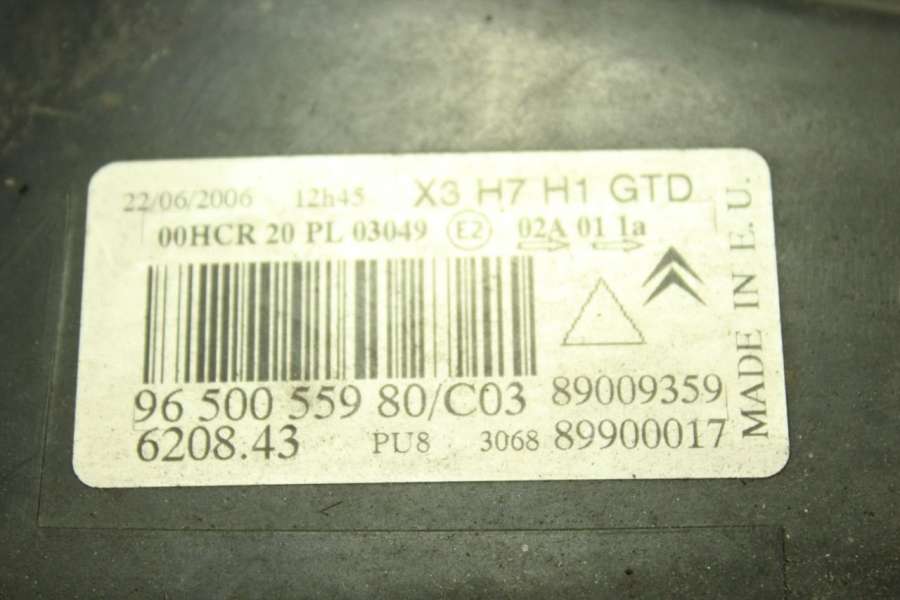 22/06/2006 12h45 X3 H7 H1 GTD
00HCR 20 PL 03049 E2 02A 01 1a
96 500 559 80/C03 89009359
6208.43 PU8 3068 89900017
MADE IN E.U.